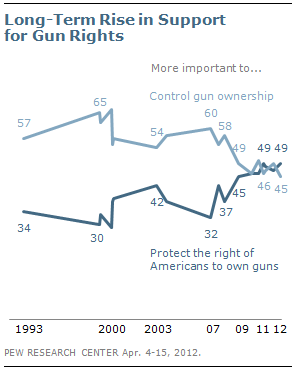 Long-Term Rise in Support
for Gun Rights
More important to...
Control gun ownership
57
65
54
60
58
49
49
49
46
45
34
30
42
32
37
45
Protect the right of
Americans to own guns
1993 2000 2003 07 09 11 12
PEW RESEARCH CENTER Apr. 4-15, 2012.